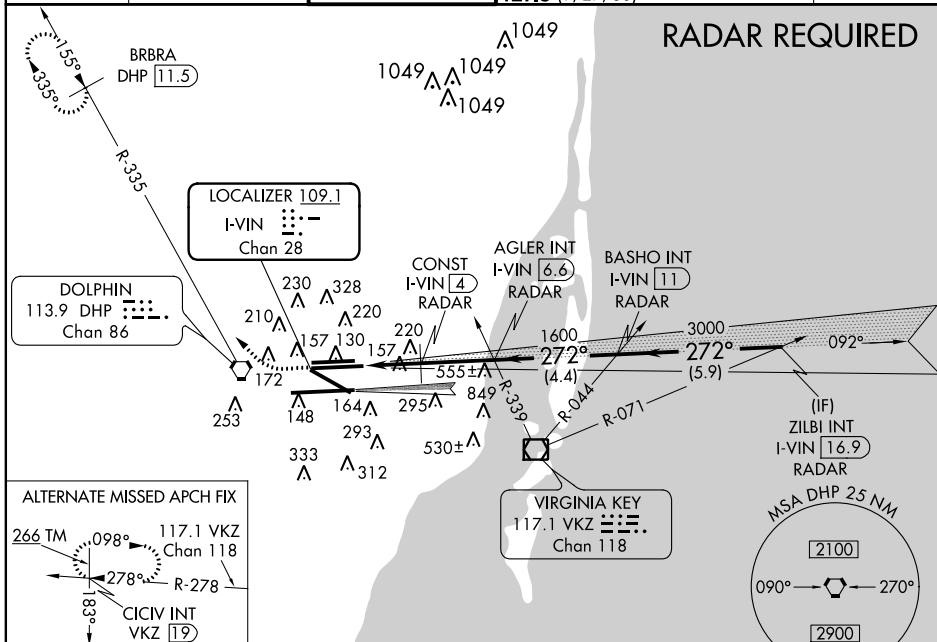 RADAR REQUIRED
1049
1049
1049
1049
155°
335°
BRBRA
DHP 11.5
R-335
LOCALIZER 109.1
I-VIN
Chan 28
DOLPHIN
113.9 DHP
Chan 86
CONST
I-VIN 4
RADAR
AGLER INT
I-VIN 6.6
RADAR
BASHO INT
I-VIN 11
RADAR
230
328
210
220
157
130
157
220
172
1600
272°
(4.4)
3000
272°
(5.9)
092°
555±
849
253
148
164
295
293
530±
333
312
R-339
R-044
R-071
(IF)
ZILBI INT
I-VIN 16.9
RADAR
VIRGINIA KEY
117.1 VKZ
Chan 118
ALTERNATE MISSED APCH FIX
266 TM
098°
117.1 VKZ
Chan 118
278°
R-278
183°
CICIV INT
VKZ 19
MSA DHP 25 NM
2100
090°
270°
2900